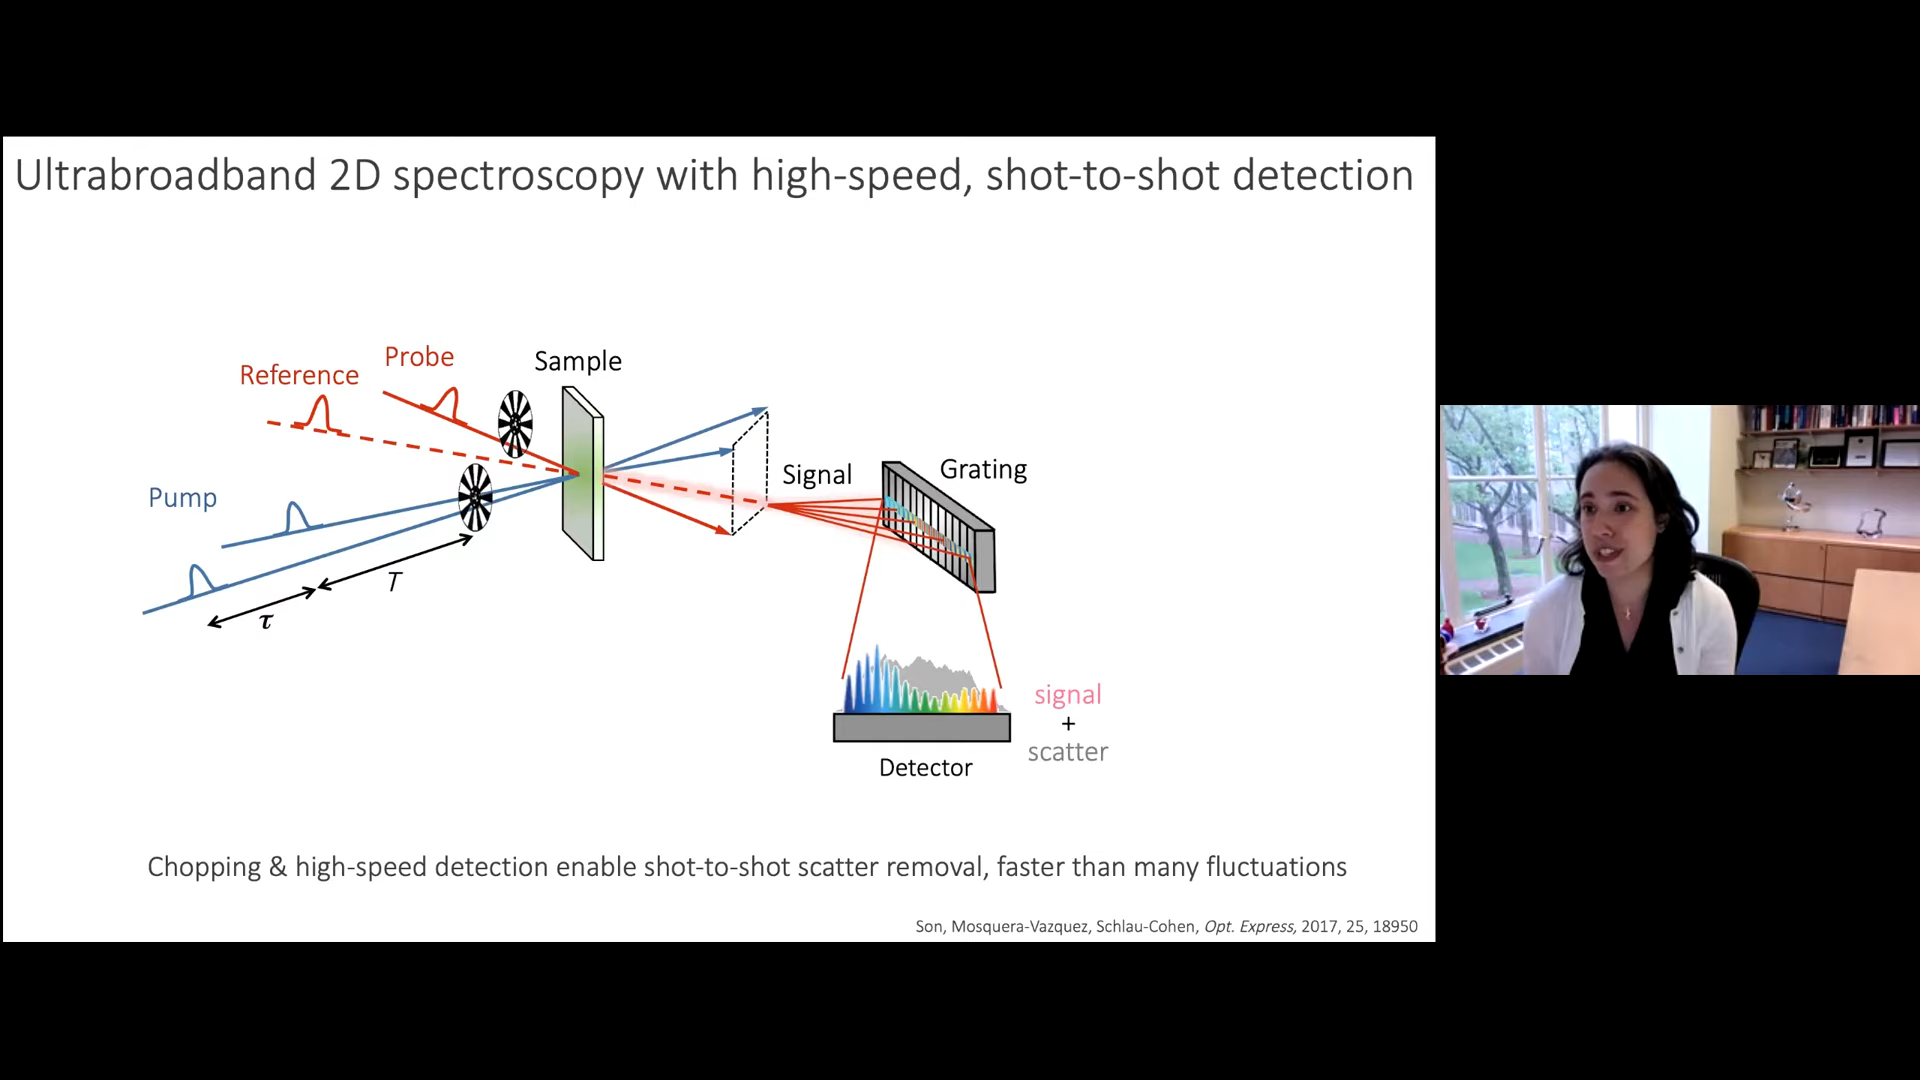 Ultrabroadband 2D spectroscopy with high-speed, shot-to-shot detection
Probe
Sample
Reference
Signal
Grating
Pump
T
τ
signal
+
scatter
Detector
Chopping & high-speed detection enable shot-to-shot scatter removal, faster than many fluctuations
Son, Mosquera-Vazquez, Schlau-Cohen, Opt. Express, 2017, 25, 18950